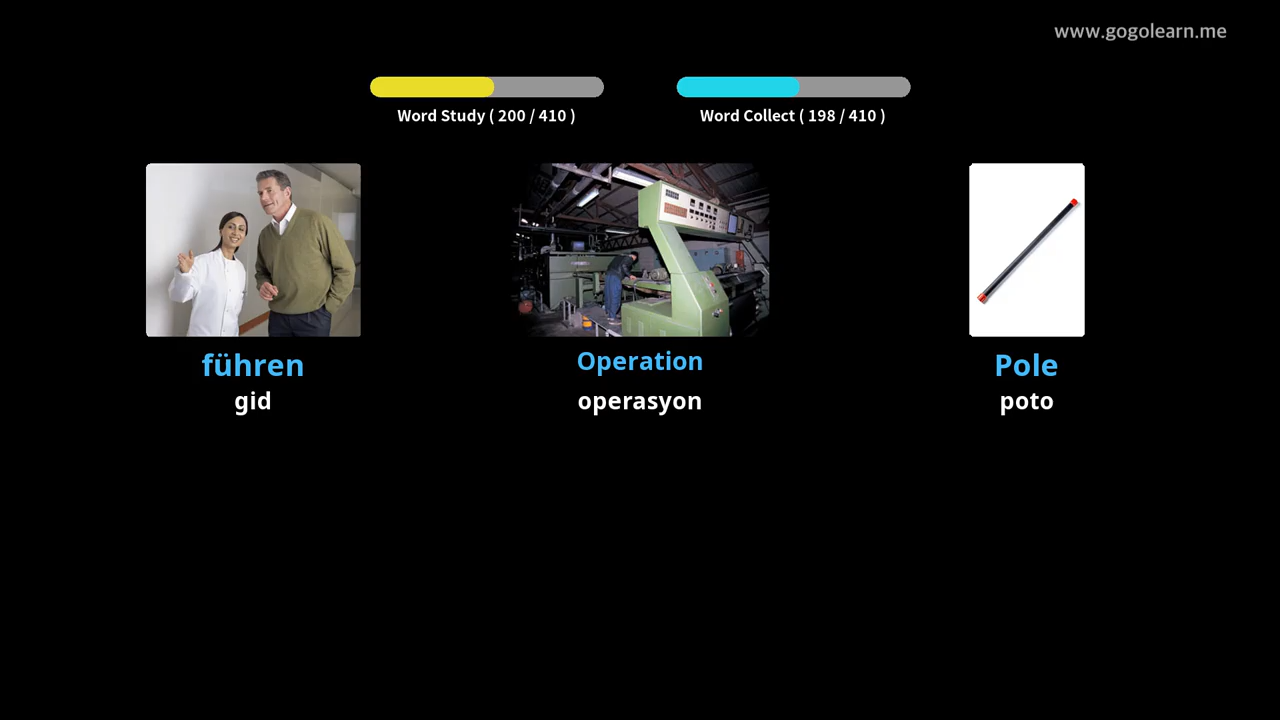 www.gogolearn.me
Word Study ( 200 / 410 )
Word Collect ( 198 / 410 )
führen
gid
Operation
operasyon
Pole
poto